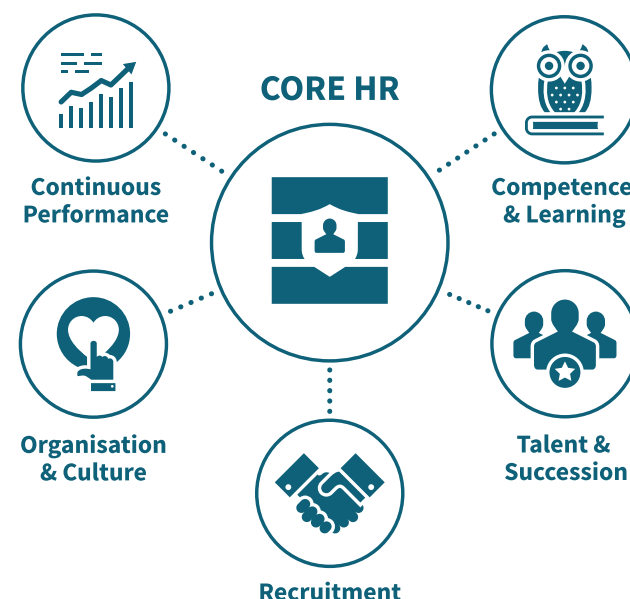 CORE HR
Continuous
Performance
Competence
& Learning
Organisation
& Culture
Talent &
Succession
Recruitment